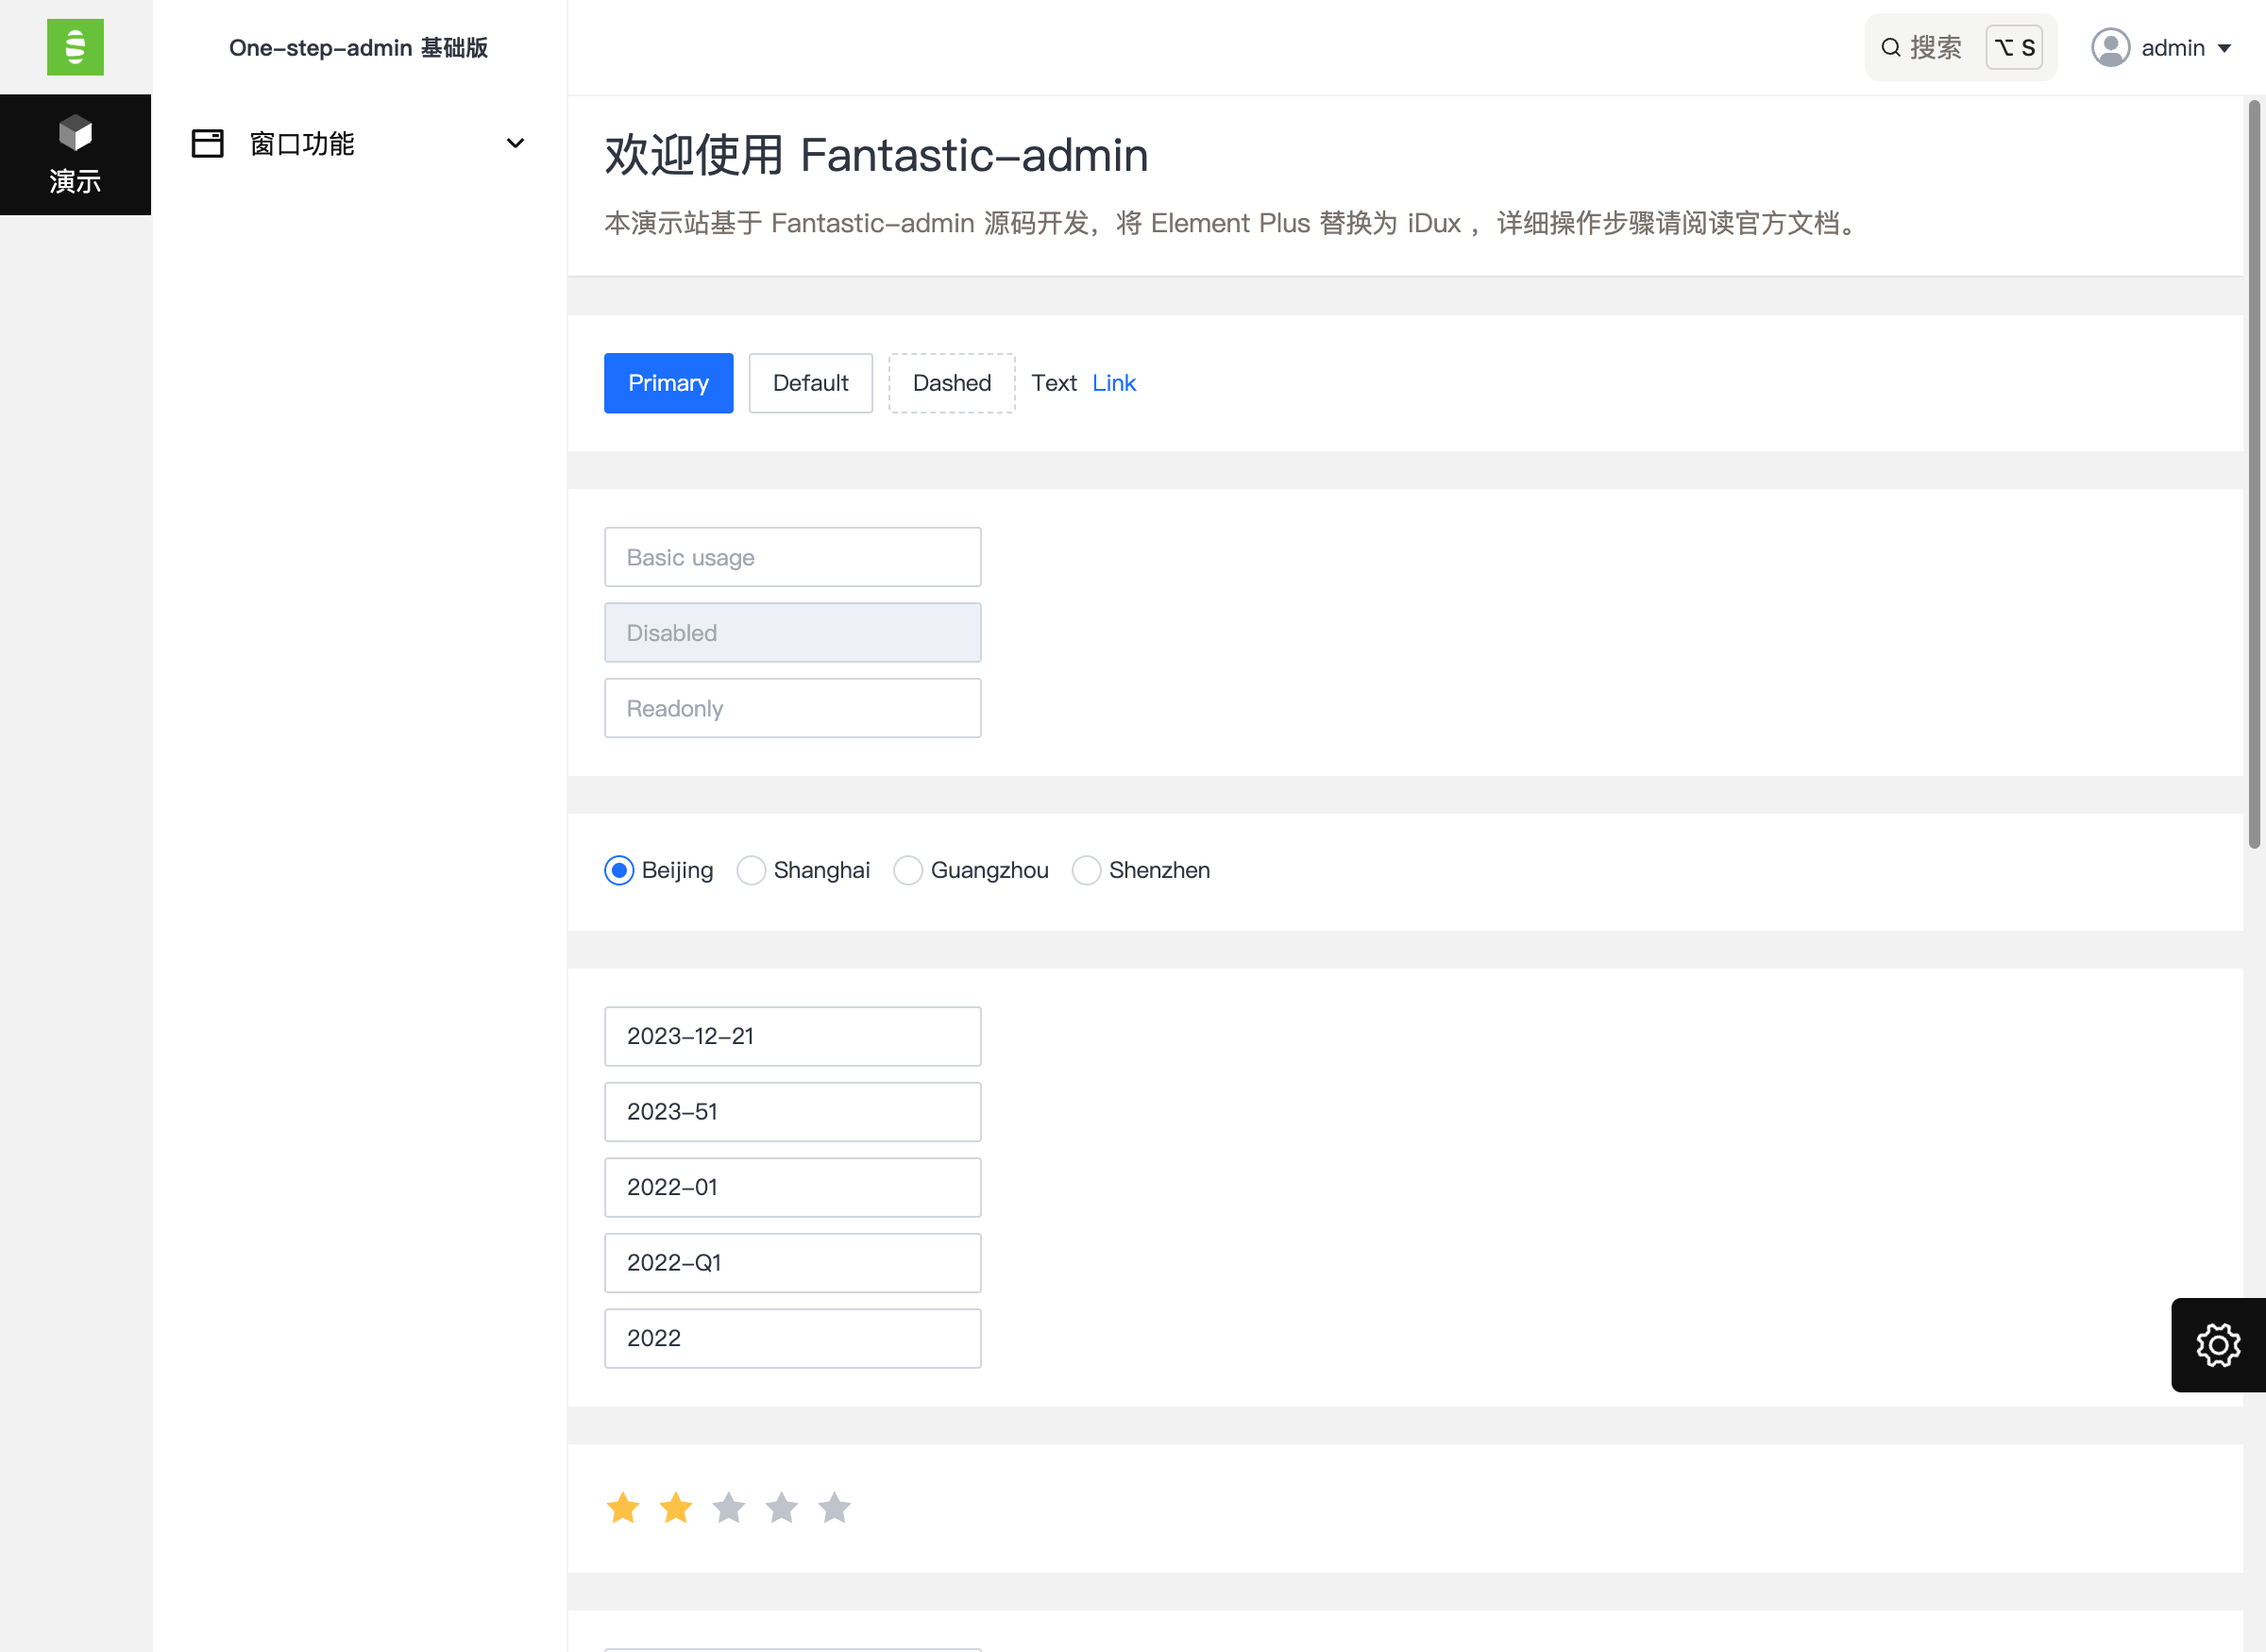 One-step-admin 基础版
搜索 ⌥ S
admin
演示
窗口功能
欢迎使用 Fantastic-admin
本演示站基于 Fantastic-admin 源码开发，将 Element Plus 替换为 iDux ，详细操作步骤请阅读官方文档。
Primary Default Dashed Text Link
Basic usage
Disabled
Readonly
Beijing Shanghai Guangzhou Shenzhen
2023-12-21
2023-51
2022-01
2022-Q1
2022